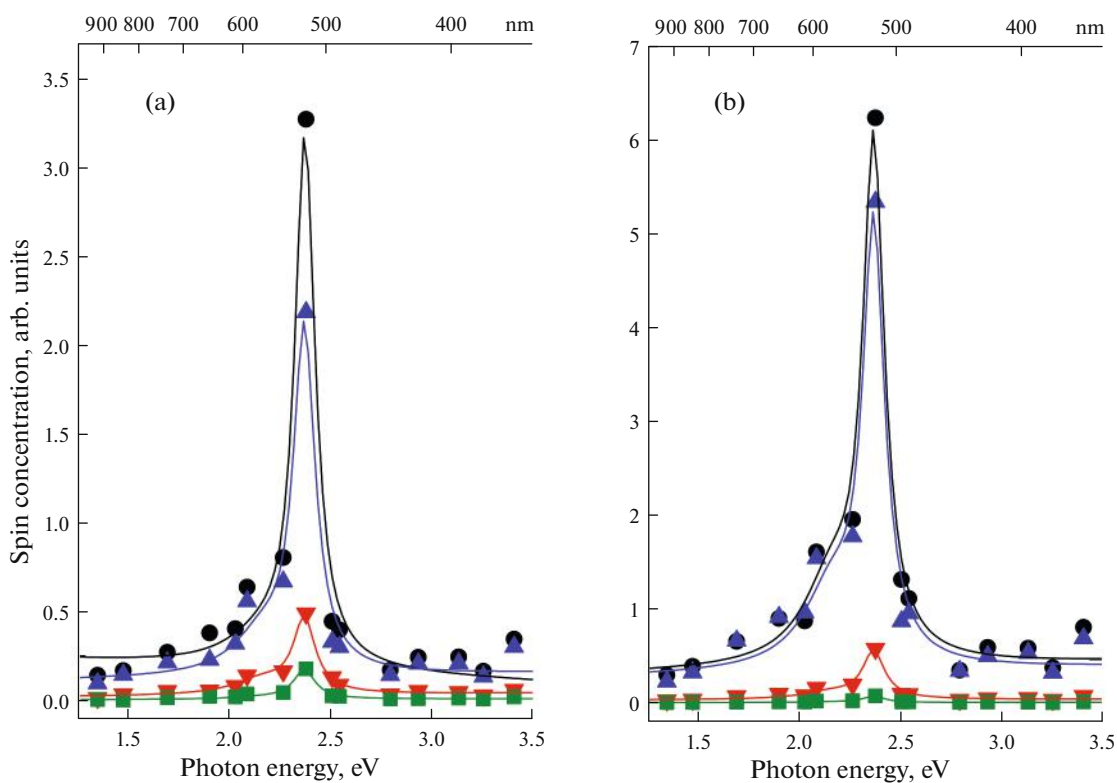 900 800 700 600 500 400 nm
3.5
3.0
2.5
2.0
1.5
1.0
0.5
0.0
Spin concentration, arb. units
(a)
1.5 2.0 2.5 3.0 3.5
Photon energy, eV
900 800 700 600 500 400 nm
7
6
5
4
3
2
1
0
(b)
1.5 2.0 2.5 3.0 3.5
Photon energy, eV